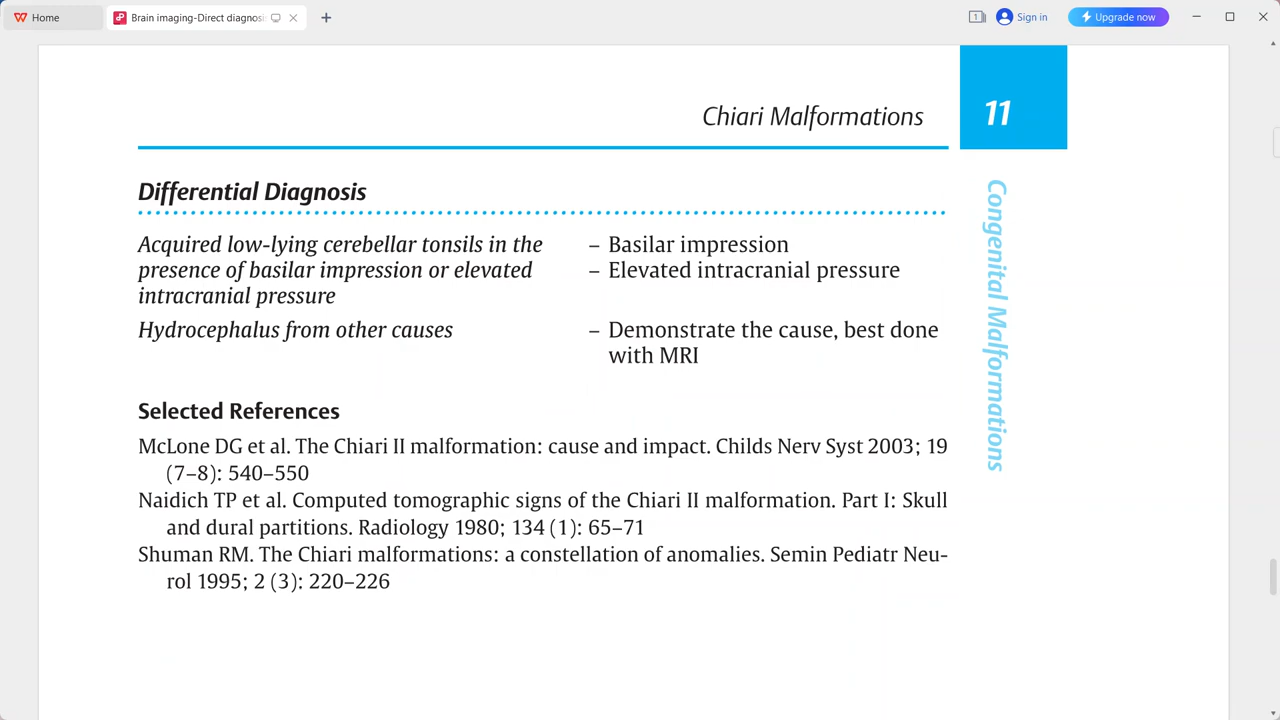 Home
Brain imaging-Direct diagnosi
1
Sign in
Upgrade now
Chiari Malformations
11
Congenital Malformations
Differential Diagnosis
Acquired low-lying cerebellar tonsils in the
presence of basilar impression or elevated
intracranial pressure
– Basilar impression
– Elevated intracranial pressure
Hydrocephalus from other causes
– Demonstrate the cause, best done
with MRI
Selected References
McLone DG et al. The Chiari II malformation: cause and impact. Childs Nerv Syst 2003; 19
(7–8): 540–550
Naidich TP et al. Computed tomographic signs of the Chiari II malformation. Part I: Skull
and dural partitions. Radiology 1980; 134 (1): 65–71
Shuman RM. The Chiari malformations: a constellation of anomalies. Semin Pediatr Neu-
rol 1995; 2 (3): 220–226